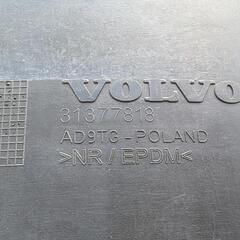 VOLVO
31377818
AD9TG - POLAND
>NR / EPDM<